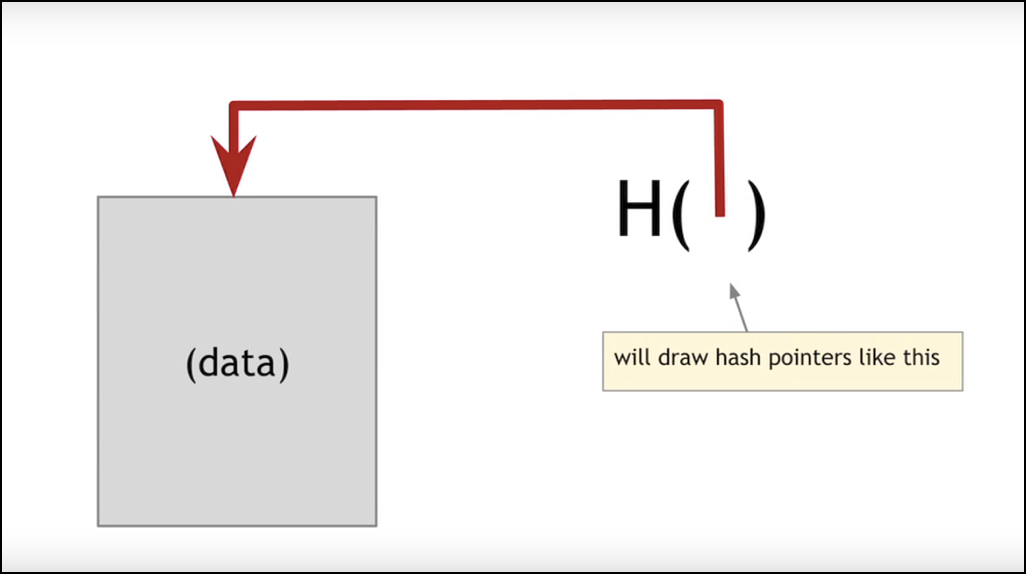 H( )
(data)
will draw hash pointers like this